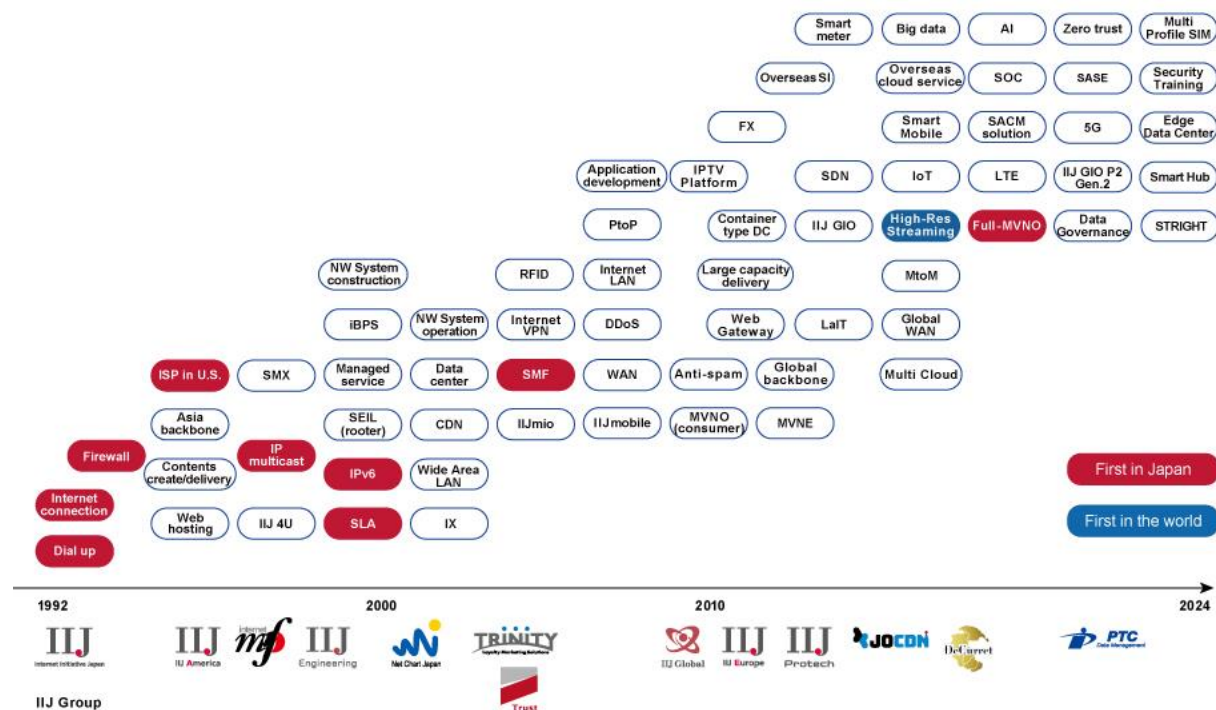 Smart
meter
Big data
AI
Zero trust
Multi
Profile SIM
Overseas SI
Overseas
cloud service
SOC
SASE
Security
Training
FX
Smart
Mobile
SACM
solution
5G
Edge
Data Center
Application
development
IPTV
Platform
SDN
IoT
LTE
IIJ GIO P2
Gen.2
Smart Hub
PtoP
Container
type DC
IIJ GIO
High-Res
Streaming
Full-MVNO
Data
Governance
STRIGHT
NW System
construction
RFID
Internet
LAN
Large capacity
delivery
MtoM
iBPS
NW System
operation
Internet
VPN
DDoS
Web
Gateway
LaIT
Global
WAN
ISP in U.S.
SMX
Managed
service
Data
center
SMF
WAN
Anti-spam
Global
backbone
Multi Cloud
Asia
backbone
SEIL
(rooter)
CDN
IIJmio
IIJmobile
MVNO
(consumer)
MVNE
Firewall
IP
multicast
Contents
create/delivery
IPv6
Wide Area
LAN
First in Japan
Internet
connection
Web
hosting
IIJ 4U
SLA
IX
First in the world
Dial up
1992
2000
2010
2024
IIJ
Internet Initiative Japan
IIJ
IIJ America
internet
mf
IIJ
Engineering
Net Chart Japan
TRINITY
Loyalty Marketing Solutions
Trust
IIJ Global
IIJ
IIJ Europe
IIJ
Protech
JOCDN
DeCurret
PTC
Data Management
IIJ Group